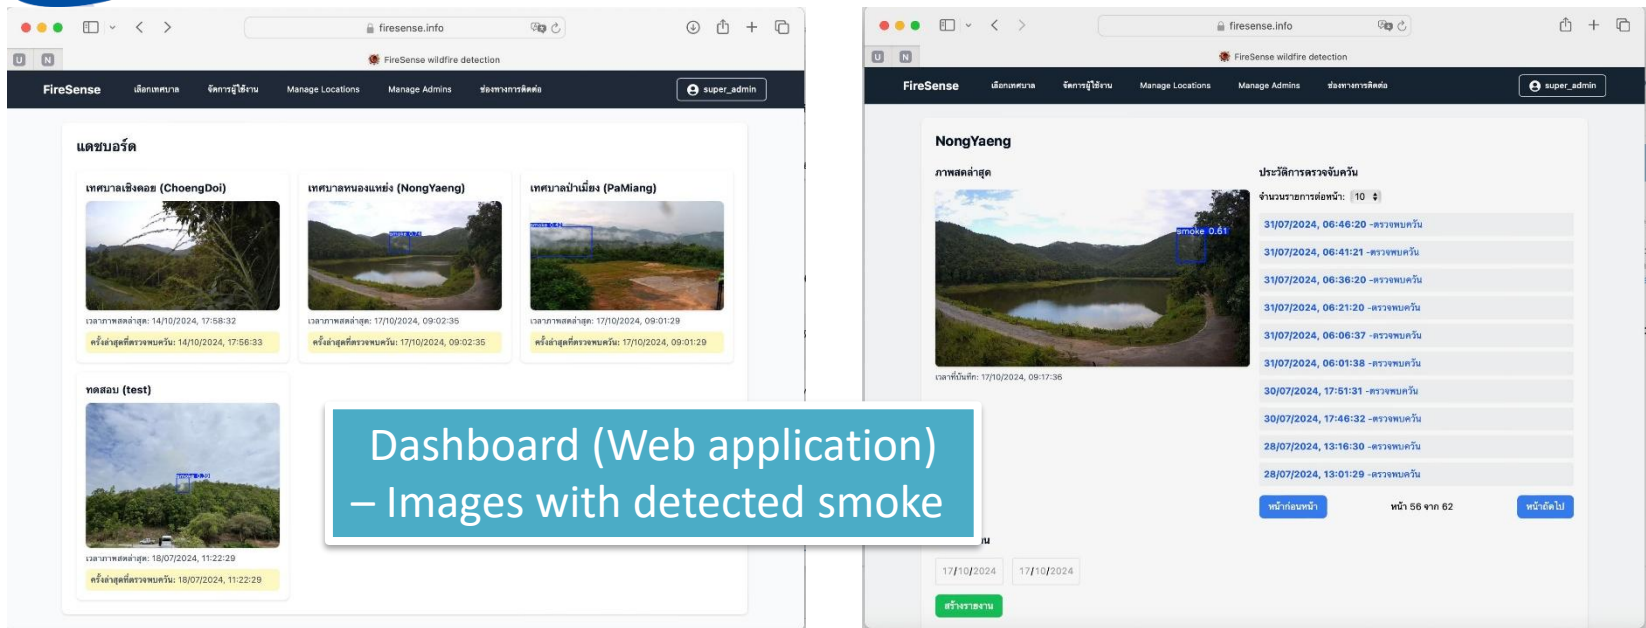 firesense.info
U N
FireSense wildfire detection
FireSense เลือกเทศบาล จัดการผู้ใช้งาน Manage Locations Manage Admins ช่องทางการติดต่อ super_admin
แดชบอร์ด
เทศบาลเชิงดอย (ChoengDoi)
เวลาภาพสดล่าสุด: 14/10/2024, 17:58:32
ครั้งล่าสุดที่ตรวจพบควัน: 14/10/2024, 17:56:33
เทศบาลหนองแหย่ง (NongYaeng)
smoke 0.74
เวลาภาพสดล่าสุด: 17/10/2024, 09:02:35
ครั้งล่าสุดที่ตรวจพบควัน: 17/10/2024, 09:02:35
เทศบาลป่าเมี่ยง (PaMiang)
smoke 0.42
เวลาภาพสดล่าสุด: 17/10/2024, 09:01:29
ครั้งล่าสุดที่ตรวจพบควัน: 17/10/2024, 09:01:29
ทดสอบ (test)
smoke
เวลาภาพสดล่าสุด: 18/07/2024, 11:22:29
ครั้งล่าสุดที่ตรวจพบควัน: 18/07/2024, 11:22:29
Dashboard (Web application)
– Images with detected smoke
firesense.info
U N
FireSense wildfire detection
FireSense เลือกเทศบาล จัดการผู้ใช้งาน Manage Locations Manage Admins ช่องทางการติดต่อ super_admin
NongYaeng
ภาพสดล่าสุด
smoke 0.61
เวลาที่บันทึก: 17/10/2024, 09:17:36
ประวัติการตรวจจับควัน
จำนวนรายการต่อหน้า: 10
31/07/2024, 06:46:20 -ตรวจพบควัน
31/07/2024, 06:41:21 -ตรวจพบควัน
31/07/2024, 06:36:20 -ตรวจพบควัน
31/07/2024, 06:21:20 -ตรวจพบควัน
31/07/2024, 06:06:37 -ตรวจพบควัน
31/07/2024, 06:01:38 -ตรวจพบควัน
30/07/2024, 17:51:31 -ตรวจพบควัน
30/07/2024, 17:46:32 -ตรวจพบควัน
28/07/2024, 13:16:30 -ตรวจพบควัน
28/07/2024, 13:01:29 -ตรวจพบควัน
หน้าก่อนหน้า หน้า 56 จาก 62 หน้าถัดไป
17/10/2024 17/10/2024
สร้างรายงาน